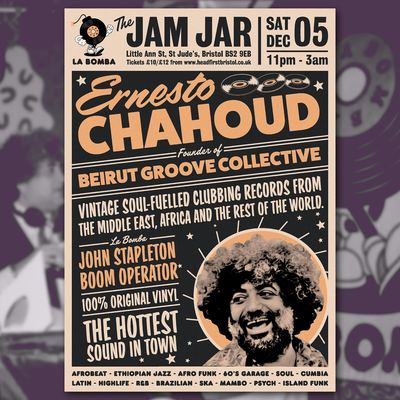 LA BOMBA
The JAM JAR
Little Ann St, St Jude's, Bristol BS2 9EB
Tickets £10/£12 from www.headfirstbristol.co.uk
SAT DEC 05
11pm - 3am
Ernesto
CHAHOUD
Founder of
BEIRUT GROOVE COLLECTIVE
VINTAGE SOUL-FUELLED CLUBBING RECORDS FROM
THE MIDDLE EAST, AFRICA AND THE REST OF THE WORLD.
La Bomba
JOHN STAPLETON
BOOM OPERATOR
100% ORIGINAL VINYL
THE HOTTEST
SOUND IN TOWN
AFROBEAT - ETHIOPIAN JAZZ - AFRO FUNK - 60'S GARAGE - SOUL - CUMBIA
LATIN - HIGHLIFE - R&B - BRAZILIAN - SKA - MAMBO - PSYCH - ISLAND FUNK